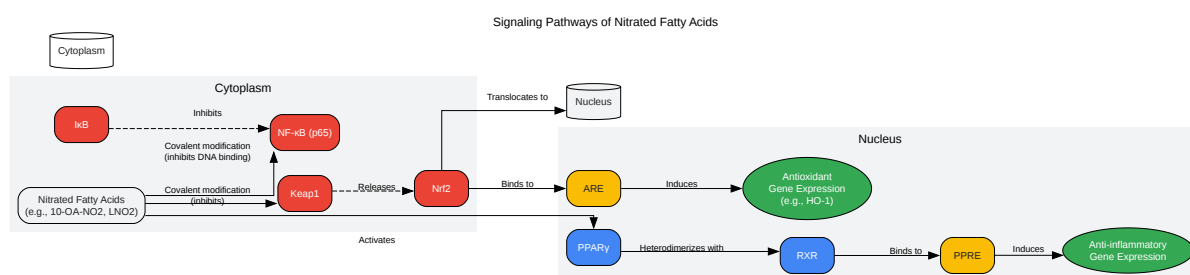 Signaling Pathways of Nitrated Fatty Acids
Cytoplasm
Cytoplasm
IκB
Inhibits
NF-κB (p65)
Covalent modification
(inhibits DNA binding)
Nitrated Fatty Acids
(e.g., 10-OA-NO2, LNO2)
Covalent modification
(inhibits)
Keap1
Releases
Nrf2
Translocates to
Nucleus
Activates
Nucleus
Binds to
ARE
Induces
Antioxidant
Gene Expression
(e.g., HO-1)
PPARγ
Heterodimerizes with
RXR
Binds to
PPRE
Induces
Anti-inflammatory
Gene Expression